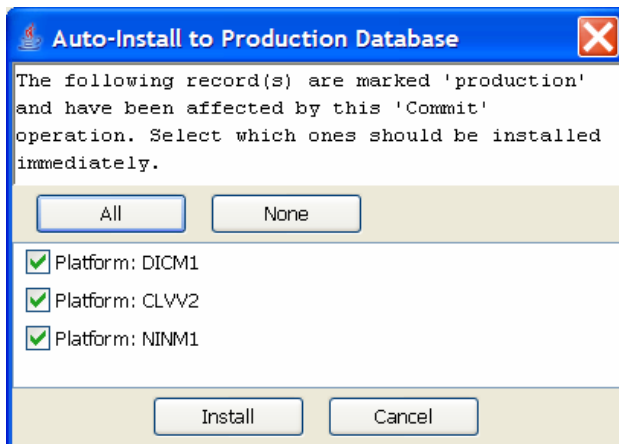 Auto-Install to Production Database
The following record(s) are marked 'production'
and have been affected by this 'Commit'
operation. Select which ones should be installed
immediately.
All None
Platform: DICM1
Platform: CLVV2
Platform: NINM1
Install Cancel